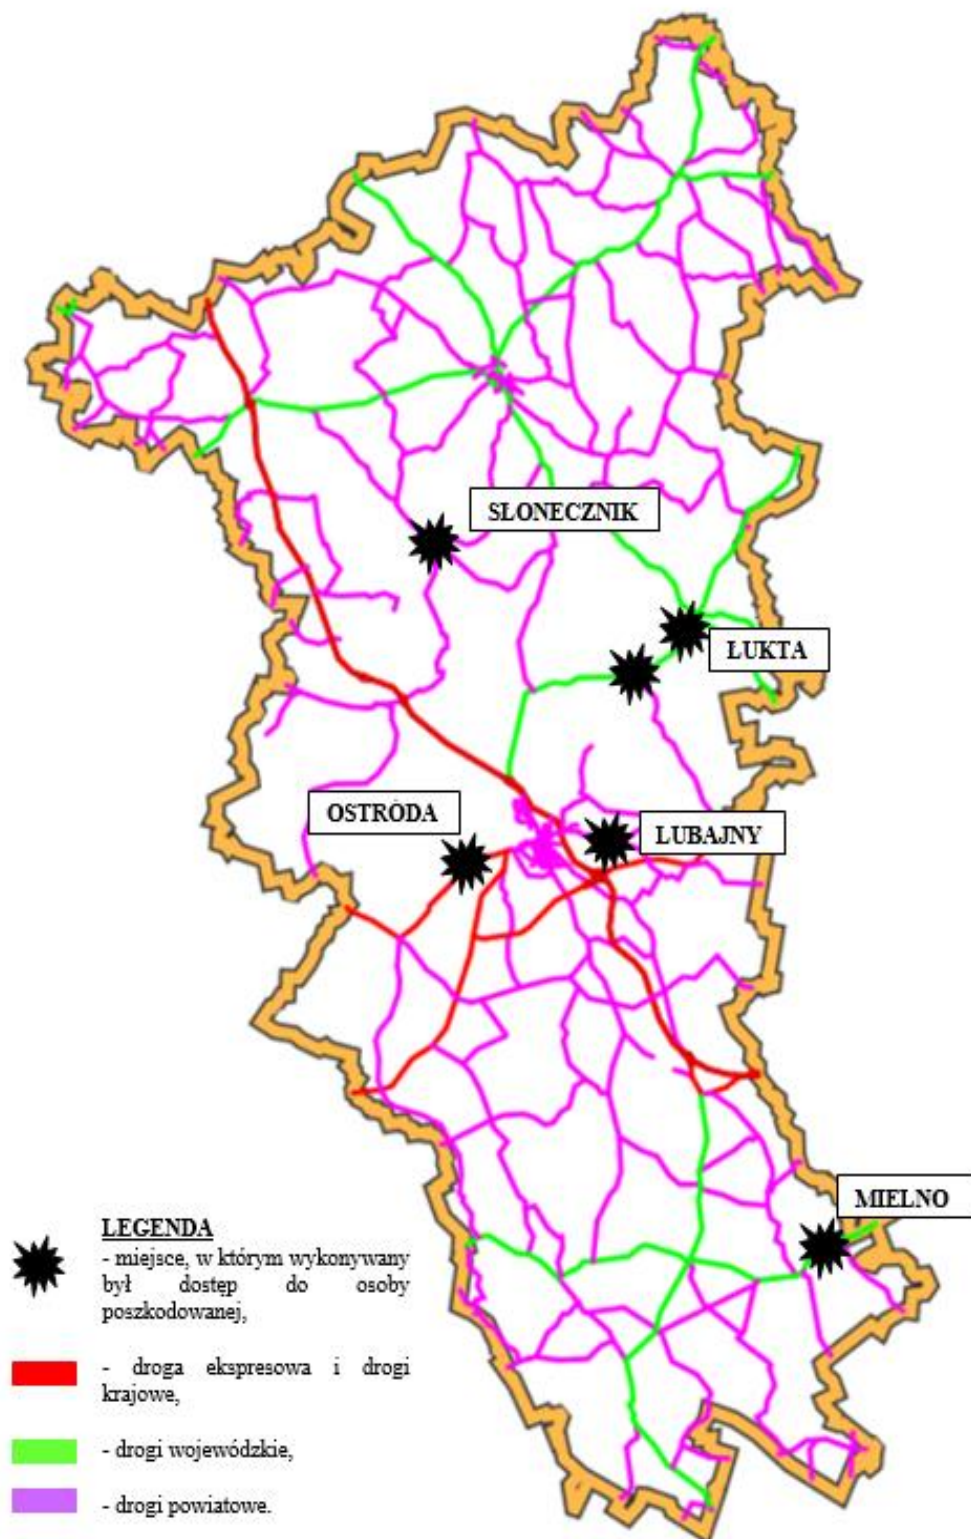 SŁONECZNIK
ŁUKTA
OSTRÓDA
LUBAJNY
MIELNO
LEGENDA
- miejsce, w którym wykonywany
był dostęp do osoby
poszkodowanej,
- droga ekspresowa i drogi
krajowe,
- drogi wojewódzkie,
- drogi powiatowe.